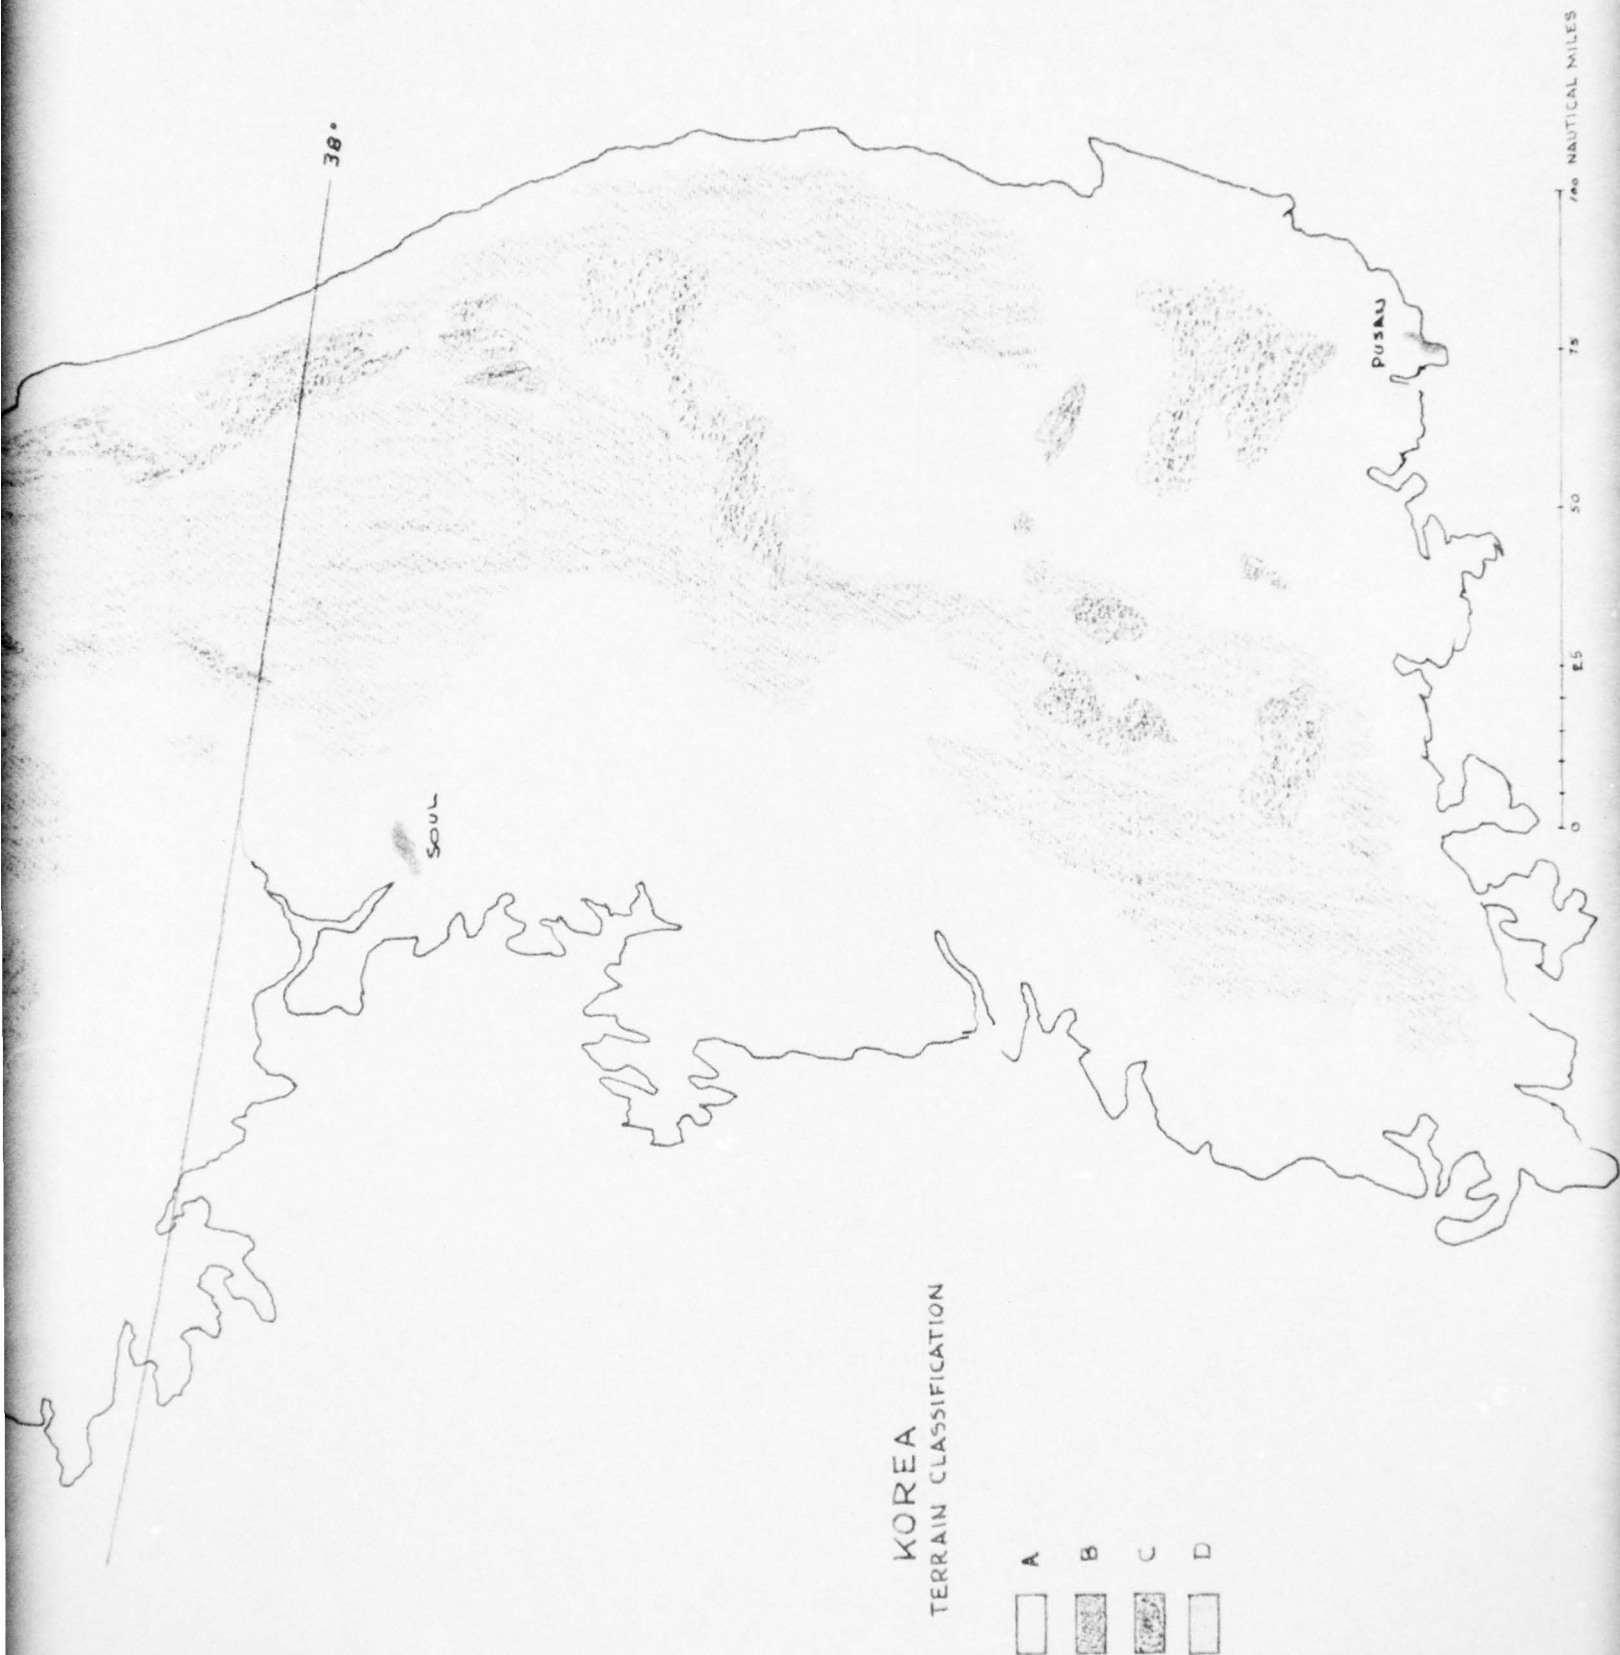 38°
SOUL
PUSAN
KOREA
TERRAIN CLASSIFICATION
A
B
C
D
0 25 50 75 100 NAUTICAL MILES